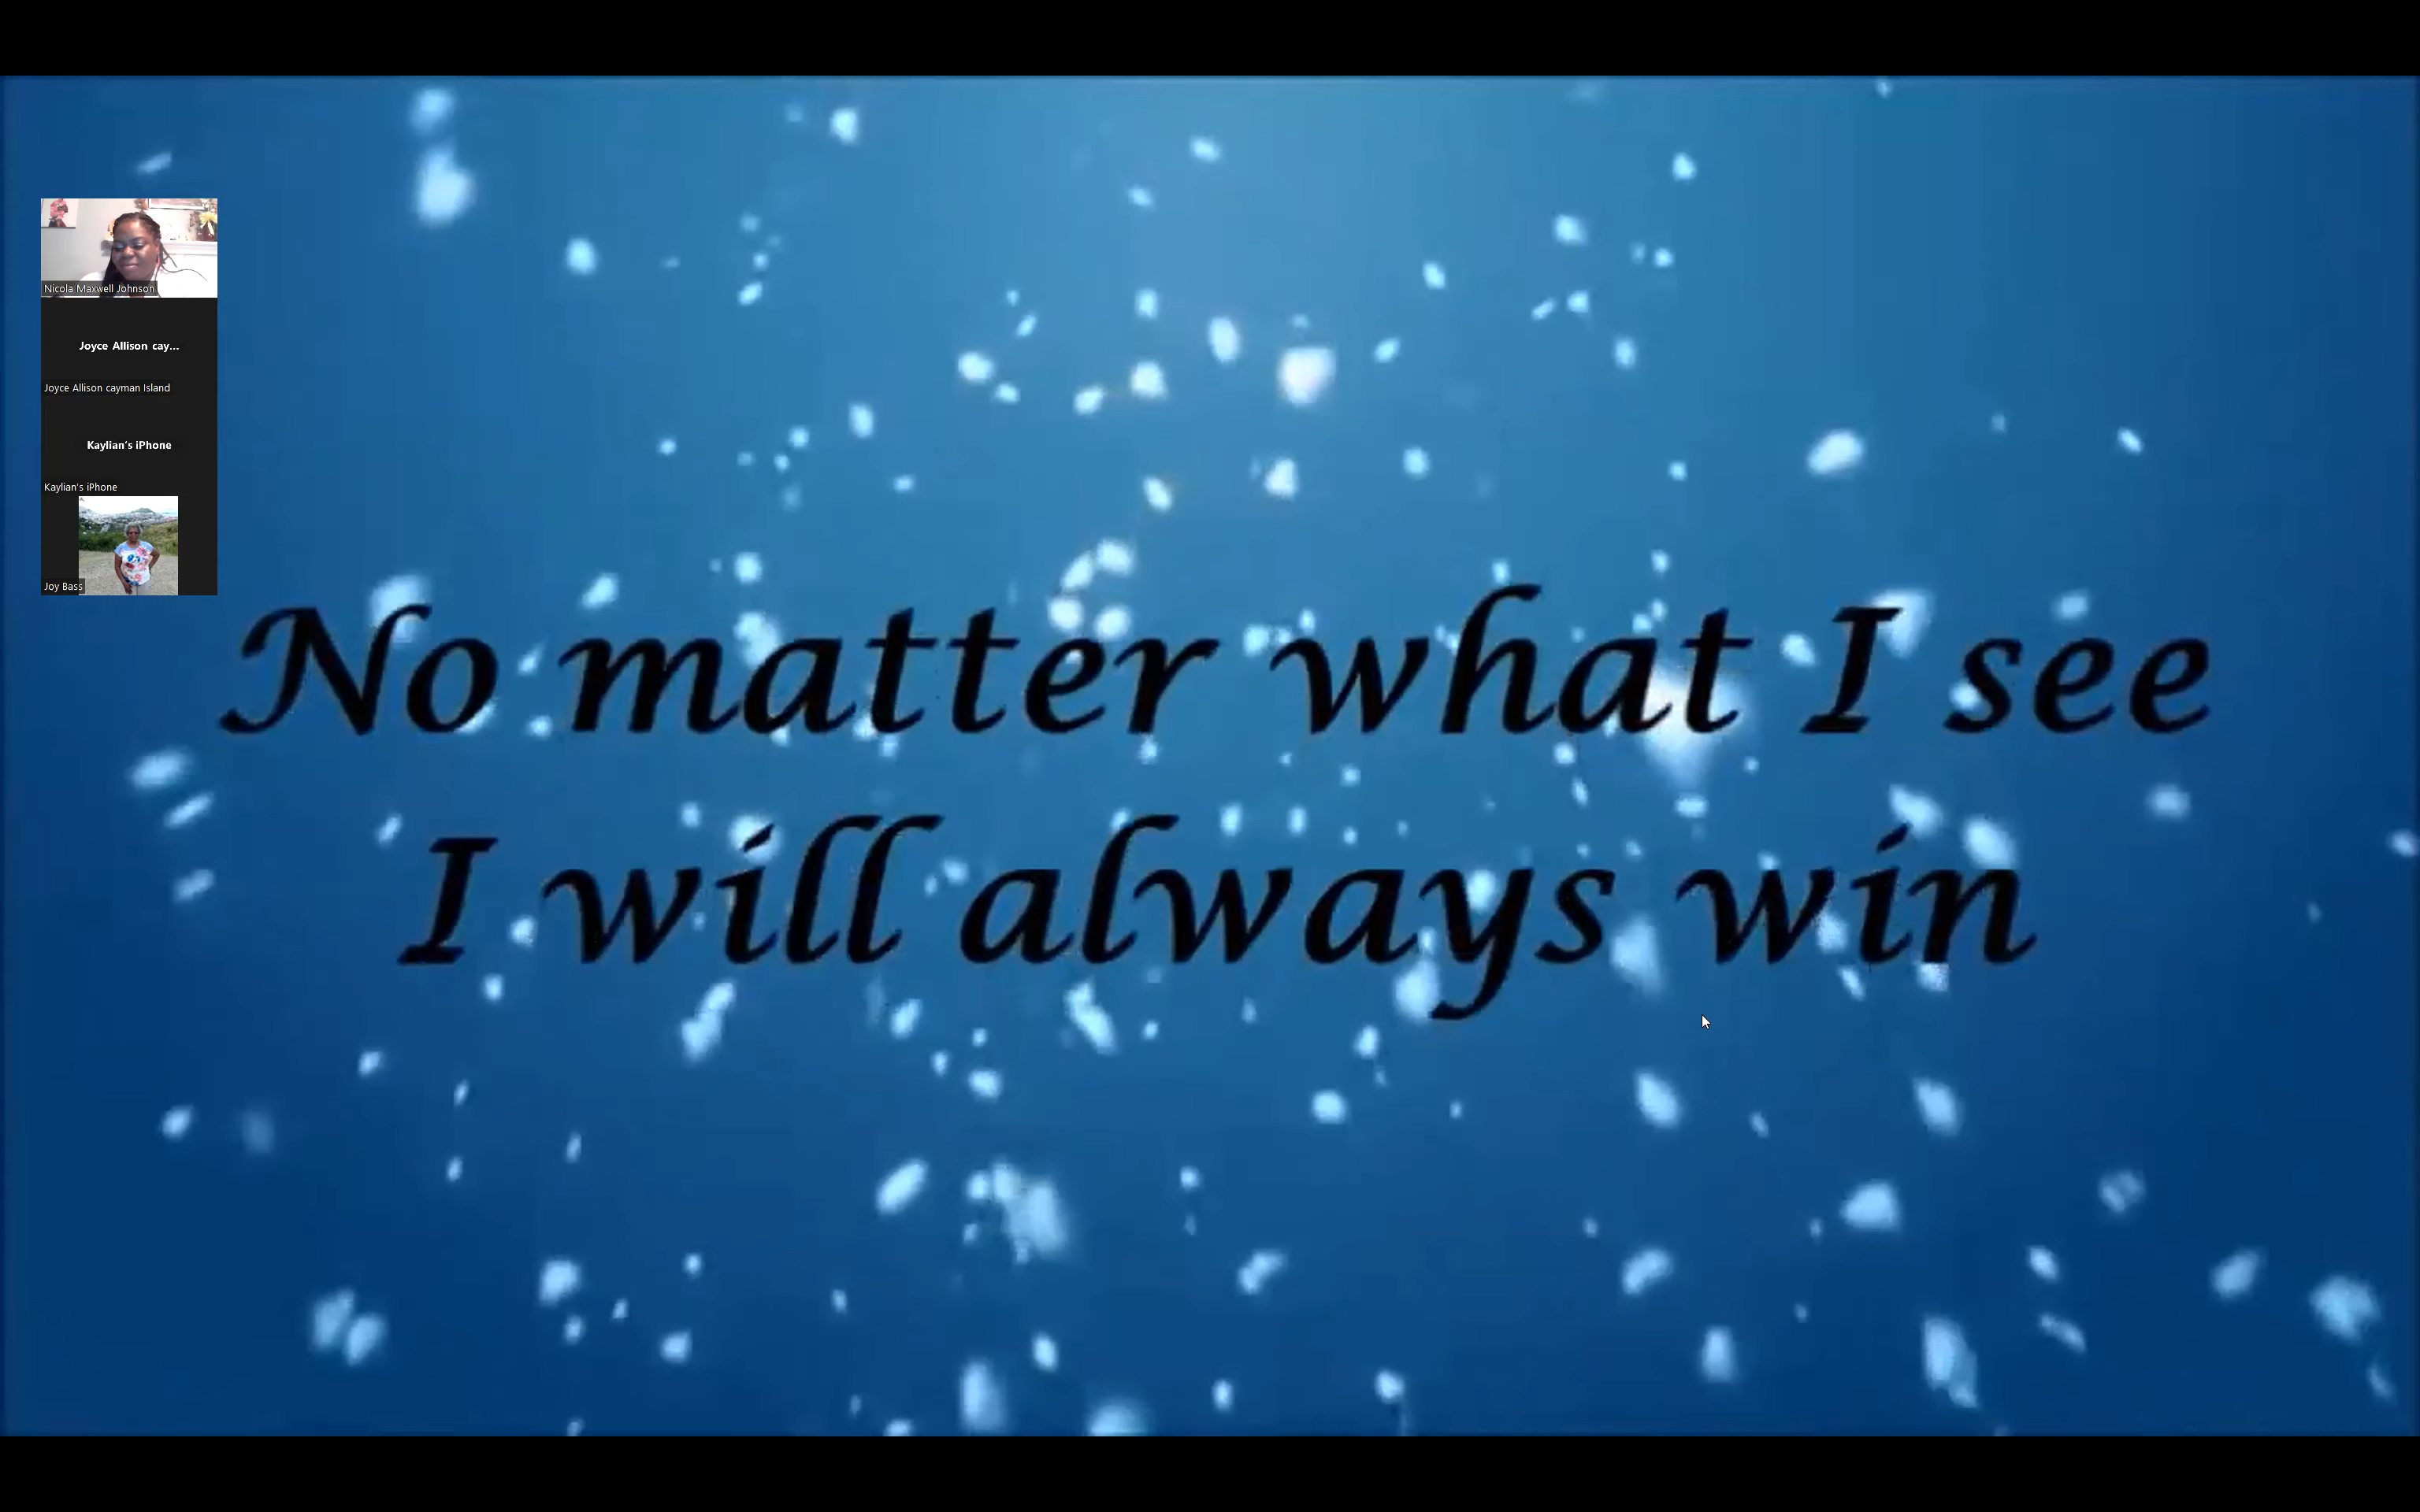 Nicola Maxwell Johnson
Joyce Allison cay...
Joyce Allison cayman Island
Kaylian's iPhone
Kaylian's iPhone
Joy Bass
No matter what I see
I will always win